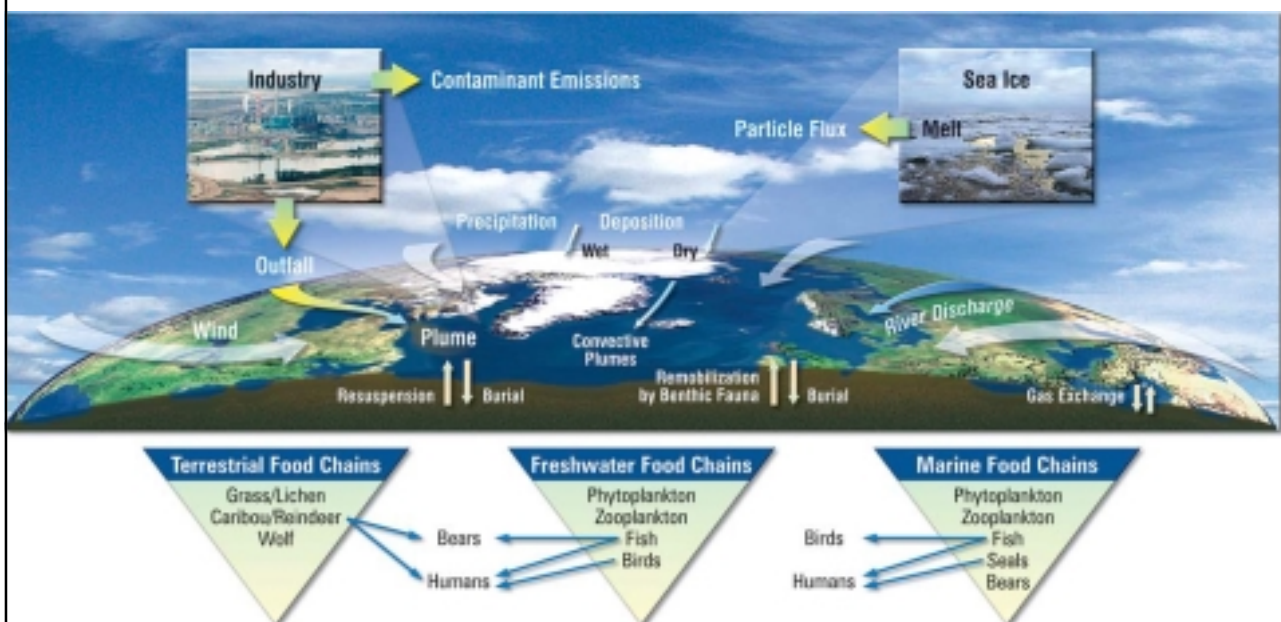 Industry
Contaminant Emissions
Sea Ice
Particle Flux
Melt
Precipitation
Deposition
Wet
Dry
Outfall
Wind
Plume
Convective
Plumes
River Discharge
Resuspension
Burial
Remobilization
by Benthic Fauna
Burial
Gas Exchange
Terrestrial Food Chains
Grass/Lichen
Caribou/Reindeer
Wolf
Bears
Humans
Freshwater Food Chains
Phytoplankton
Zooplankton
Fish
Birds
Birds
Humans
Marine Food Chains
Phytoplankton
Zooplankton
Fish
Seals
Bears